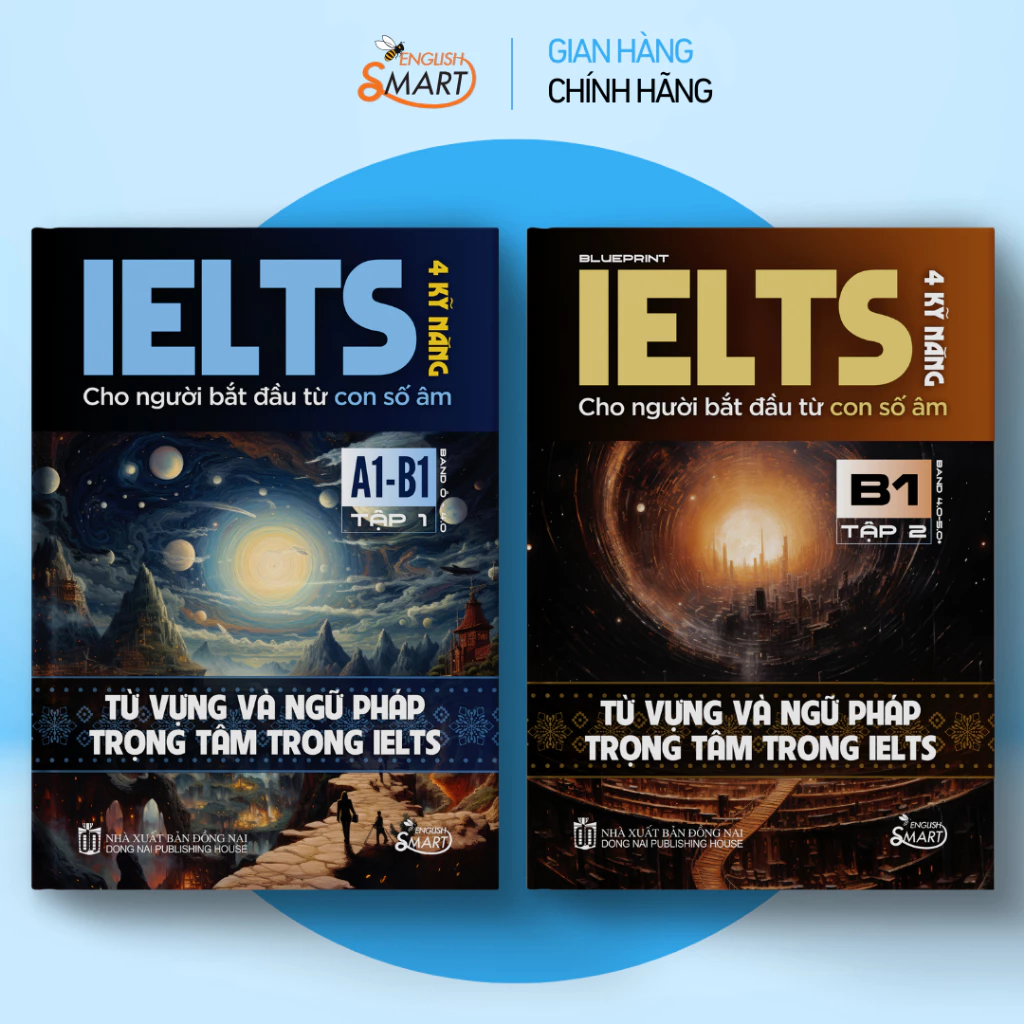 ENGLISH
SMART
GIAN HÀNG
CHÍNH HÃNG
IELTS
4 KỸ NĂNG
Cho người bắt đầu từ con số âm
A1-B1
TẬP 1
BAND 0 - 4.0
TỪ VỰNG VÀ NGỮ PHÁP
TRỌNG TÂM TRONG IELTS
NHÀ XUẤT BẢN ĐỒNG NAI
DONG NAI PUBLISHING HOUSE
ENGLISH
SMART
BLUEPRINT
IELTS
4 KỸ NĂNG
Cho người bắt đầu từ con số âm
B1
TẬP 2
BAND 4.0-5.0+
TỪ VỰNG VÀ NGỮ PHÁP
TRỌNG TÂM TRONG IELTS
NHÀ XUẤT BẢN ĐỒNG NAI
DONG NAI PUBLISHING HOUSE
ENGLISH
SMART